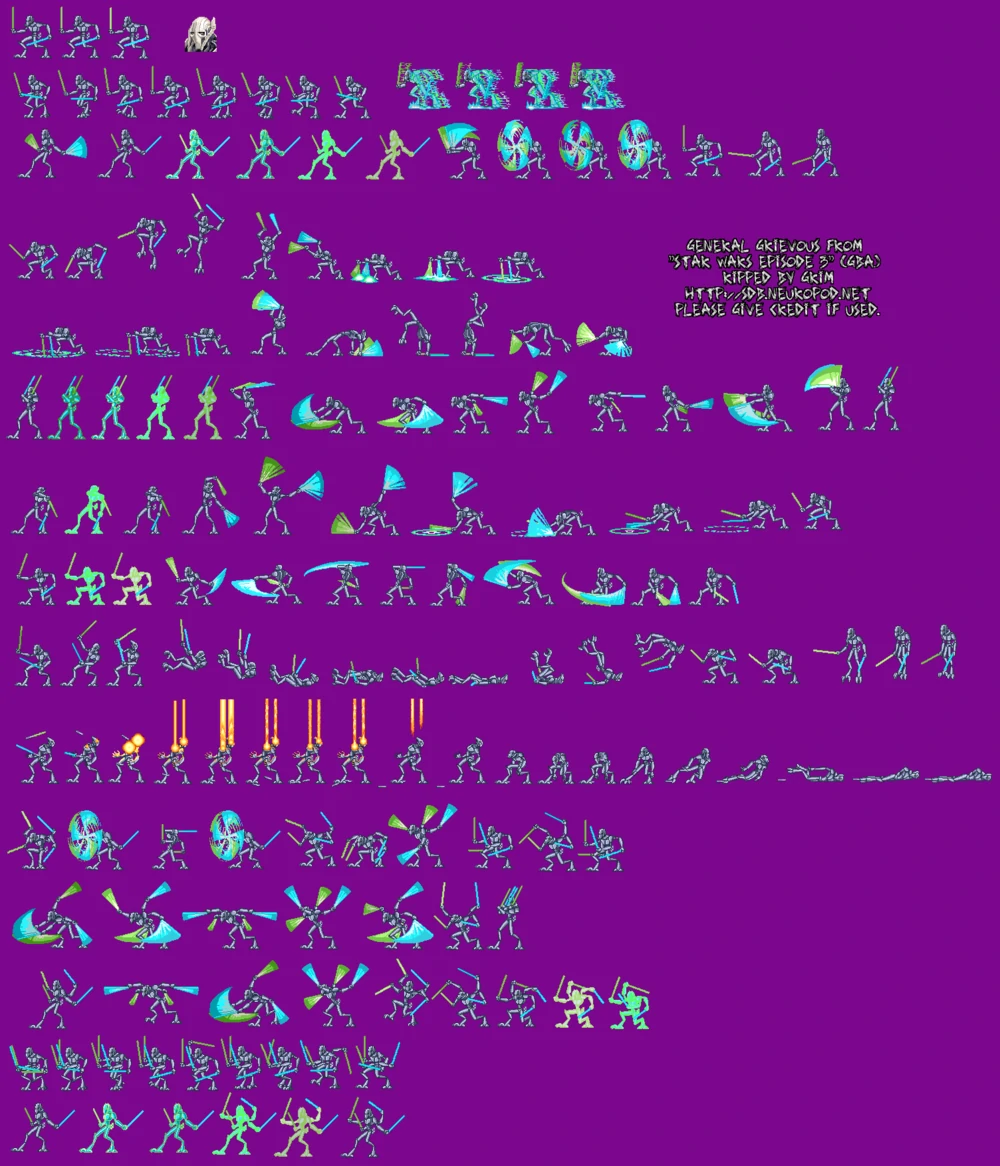 GENERAL GRIEVOUS FROM
"STAR WARS EPISODE 3" (GBA)
RIPPED BY GRIM
HTTP://SDB.NEUROPOD.NET
PLEASE GIVE CREDIT IF USED.